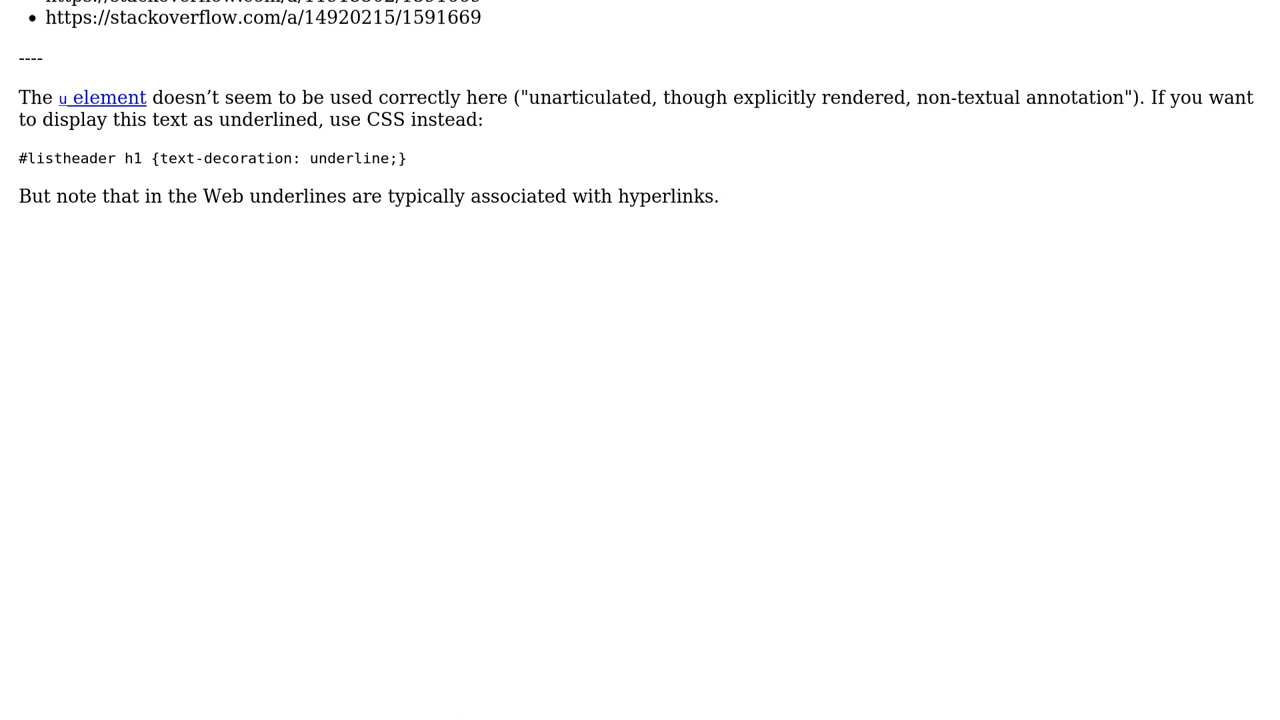 • https://stackoverflow.com/a/14920215/1591669
----
The u element doesn’t seem to be used correctly here ("unarticulated, though explicitly rendered, non-textual annotation"). If you want
to display this text as underlined, use CSS instead:
#listheader h1 {text-decoration: underline;}
But note that in the Web underlines are typically associated with hyperlinks.